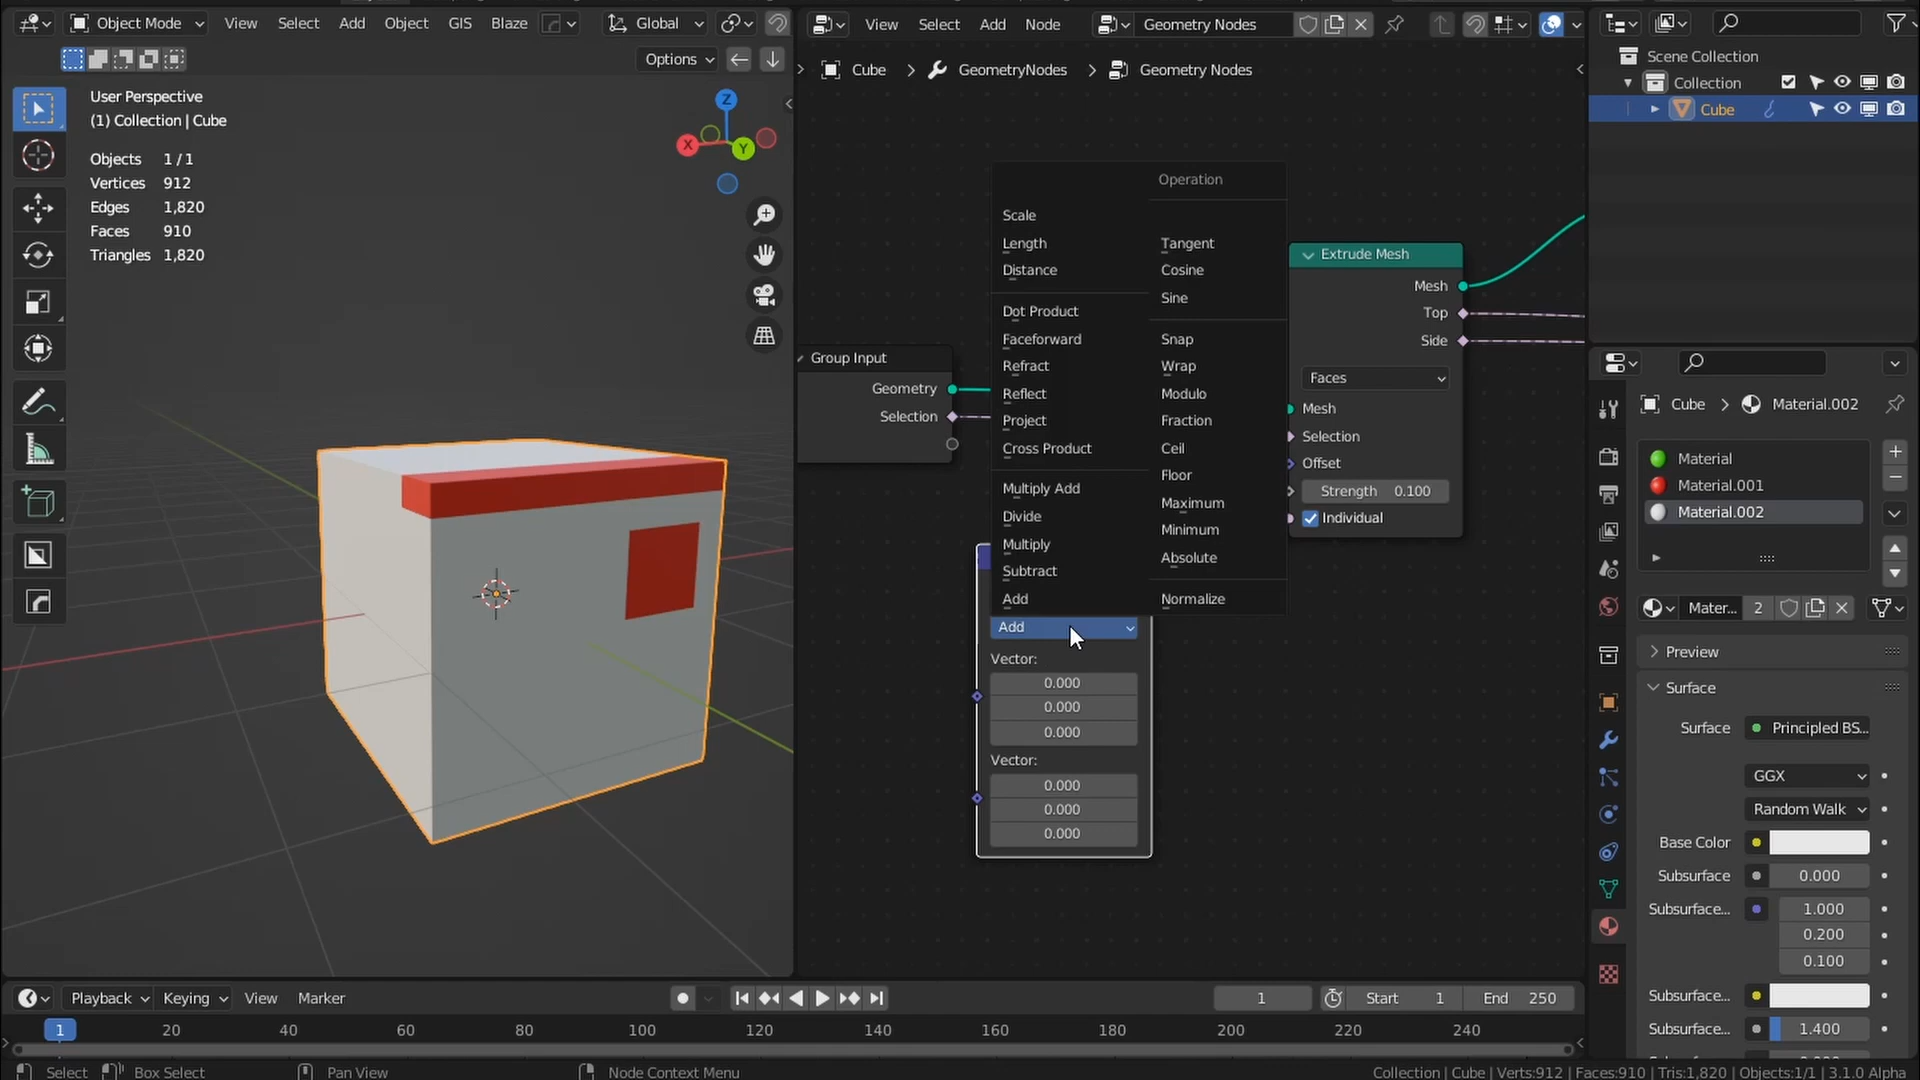 Object Mode View Select Add Object GIS Blaze Global
View Select Add Node Geometry Nodes
Options
User Perspective
(1) Collection | Cube
Objects 1 / 1
Vertices 912
Edges 1,820
Faces 910
Triangles 1,820
Z
X
Y
Cube GeometryNodes Geometry Nodes
Group Input
Geometry
Selection
Operation
Scale
Length
Distance
Dot Product
Faceforward
Refract
Reflect
Project
Cross Product
Multiply Add
Divide
Multiply
Subtract
Add
Tangent
Cosine
Sine
Snap
Wrap
Modulo
Fraction
Ceil
Floor
Maximum
Minimum
Absolute
Normalize
Add
Vector:
0.000
0.000
0.000
Vector:
0.000
0.000
0.000
Extrude Mesh
Mesh
Top
Side
Faces
Mesh
Selection
Offset
Strength 0.100
Individual
Scene Collection
Collection
Cube
Cube Material.002
Material
Material.001
Material.002
Mater... 2
Preview
Surface
Surface Principled BS...
GGX
Random Walk
Base Color
Subsurface 0.000
Subsurface... 1.000
0.200
0.100
Subsurface...
Subsurface... 1.400
Playback Keying View Marker
1 Start 1 End 250
1 20 40 60 80 100 120 140 160 180 200 220 240
Select Box Select Pan View Node Context Menu
Collection | Cube | Verts:912 | Faces:910 | Tris:1,820 | Objects:1/1 | 3.1.0 Alpha